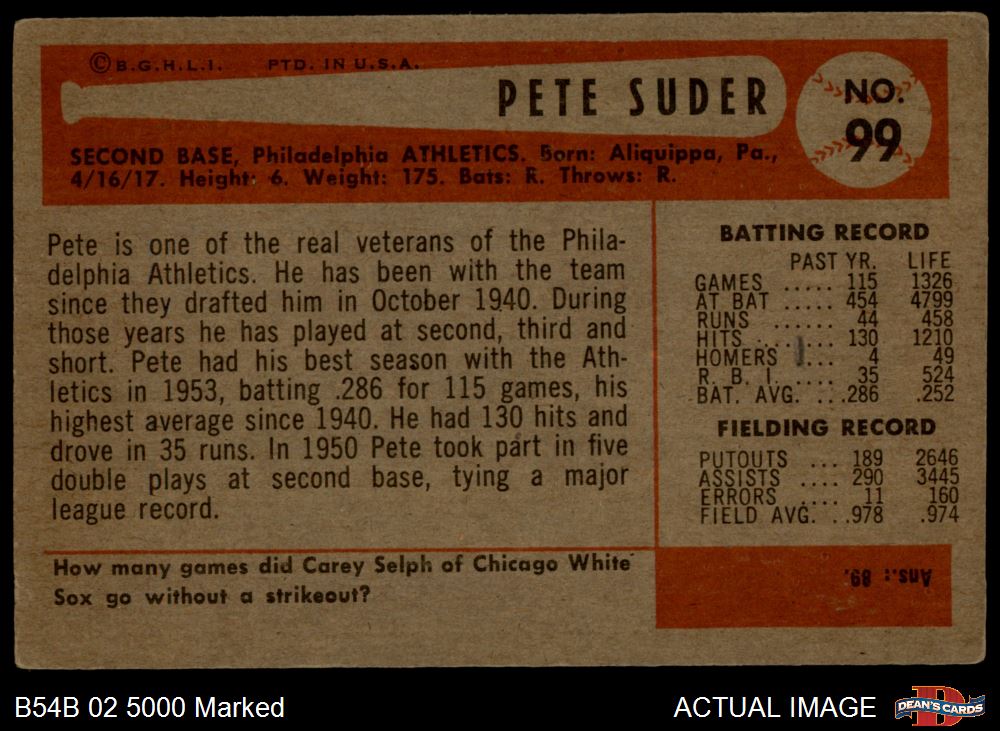 © B.G.H.L.I. PTD. IN U.S.A.
PETE SUDER
NO.
99
SECOND BASE, Philadelphia ATHLETICS. Born: Aliquippa, Pa.,
4/16/17. Height: 6. Weight: 175. Bats: R. Throws: R.
Pete is one of the real veterans of the Phila-
delphia Athletics. He has been with the team
since they drafted him in October 1940. During
those years he has played at second, third and
short. Pete had his best season with the Ath-
letics in 1953, batting .286 for 115 games, his
highest average since 1940. He had 130 hits and
drove in 35 runs. In 1950 Pete took part in five
double plays at second base, tying a major
league record.
BATTING RECORD
PAST YR. LIFE
GAMES ..... 115 1326
AT BAT ..... 454 4799
RUNS ...... 44 458
HITS ........ 130 1210
HOMERS .... 4 49
R. B. I. ..... 35 524
BAT. AVG. ...286 .252
FIELDING RECORD
PUTOUTS ... 189 2646
ASSISTS .... 290 3445
ERRORS .... 11 160
FIELD AVG. ..978 .974
How many games did Carey Selph of Chicago White
Sox go without a strikeout?
Ans.: 89.
B54B 02 5000 Marked
ACTUAL IMAGE
D
DEAN'S CARDS